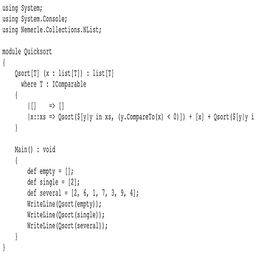 using System;
using System.Console;
using Nemerle.Collections.NList;
module Quicksort
{
Qsort[T] (x : list[T]) : list[T]
where T : IComparable
{
|[] => []
|x::xs => Qsort($[y|y in xs, (y.CompareTo(x) < 0)]) + [x] + Qsort($[y|y i
}
Main() : void
{
def empty = [];
def single = [2];
def several = [2, 6, 1, 7, 3, 9, 4];
WriteLine(Qsort(empty));
WriteLine(Qsort(single));
WriteLine(Qsort(several));
}
}